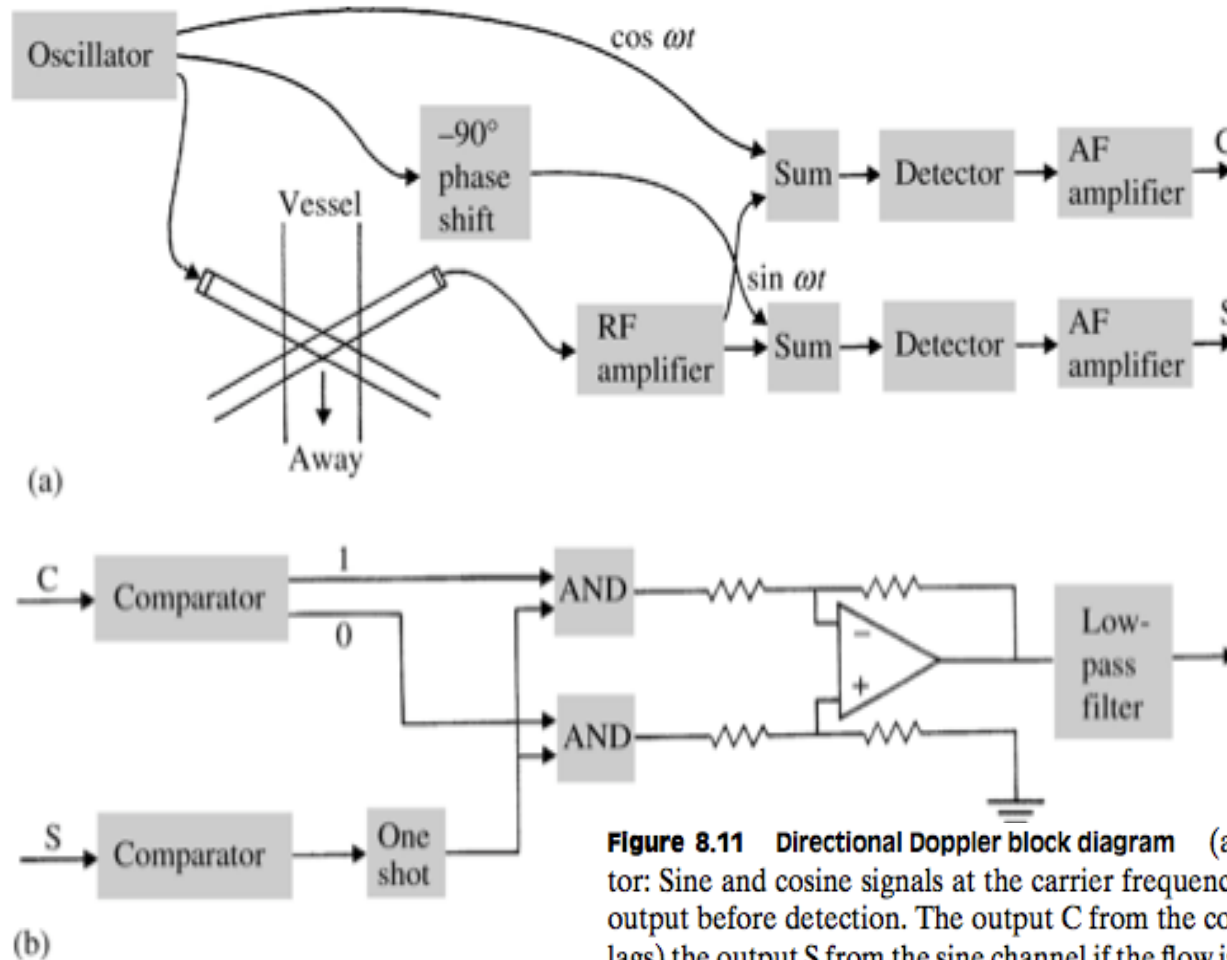 Oscillator
cos ωt
−90°
phase
shift
Vessel
Sum
Detector
AF
amplifier
sin ωt
RF
amplifier
Sum
Detector
AF
amplifier
Away
(a)
C
Comparator
1
0
AND
AND
−
+
Low-
pass
filter
S
Comparator
One
shot
(b)
Figure 8.11 Directional Doppler block diagram
tor: Sine and cosine signals at the carrier
output before detection. The output C from the
lags) the output S from the sine channel if the flow